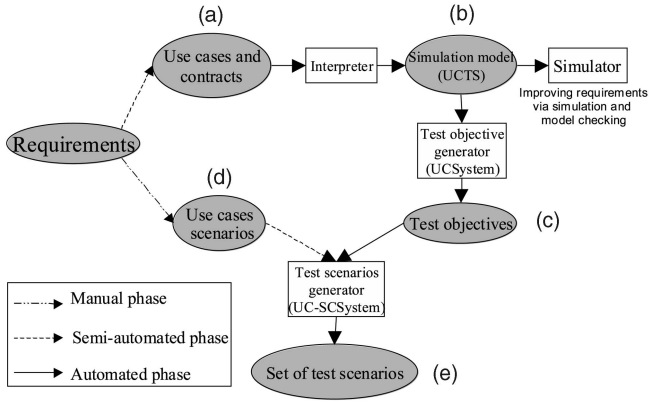 (a)
(b)
Use cases and
contracts
Interpreter
Simulation model
(UCTS)
Simulator
Improving requirements
via simulation and
model checking
Requirements
Test objective
generator
(UCSystem)
(d)
Use cases
scenarios
Test objectives
(c)
Test scenarios
generator
(UC-SCSystem)
Manual phase
Semi-automated phase
Automated phase
Set of test scenarios
(e)